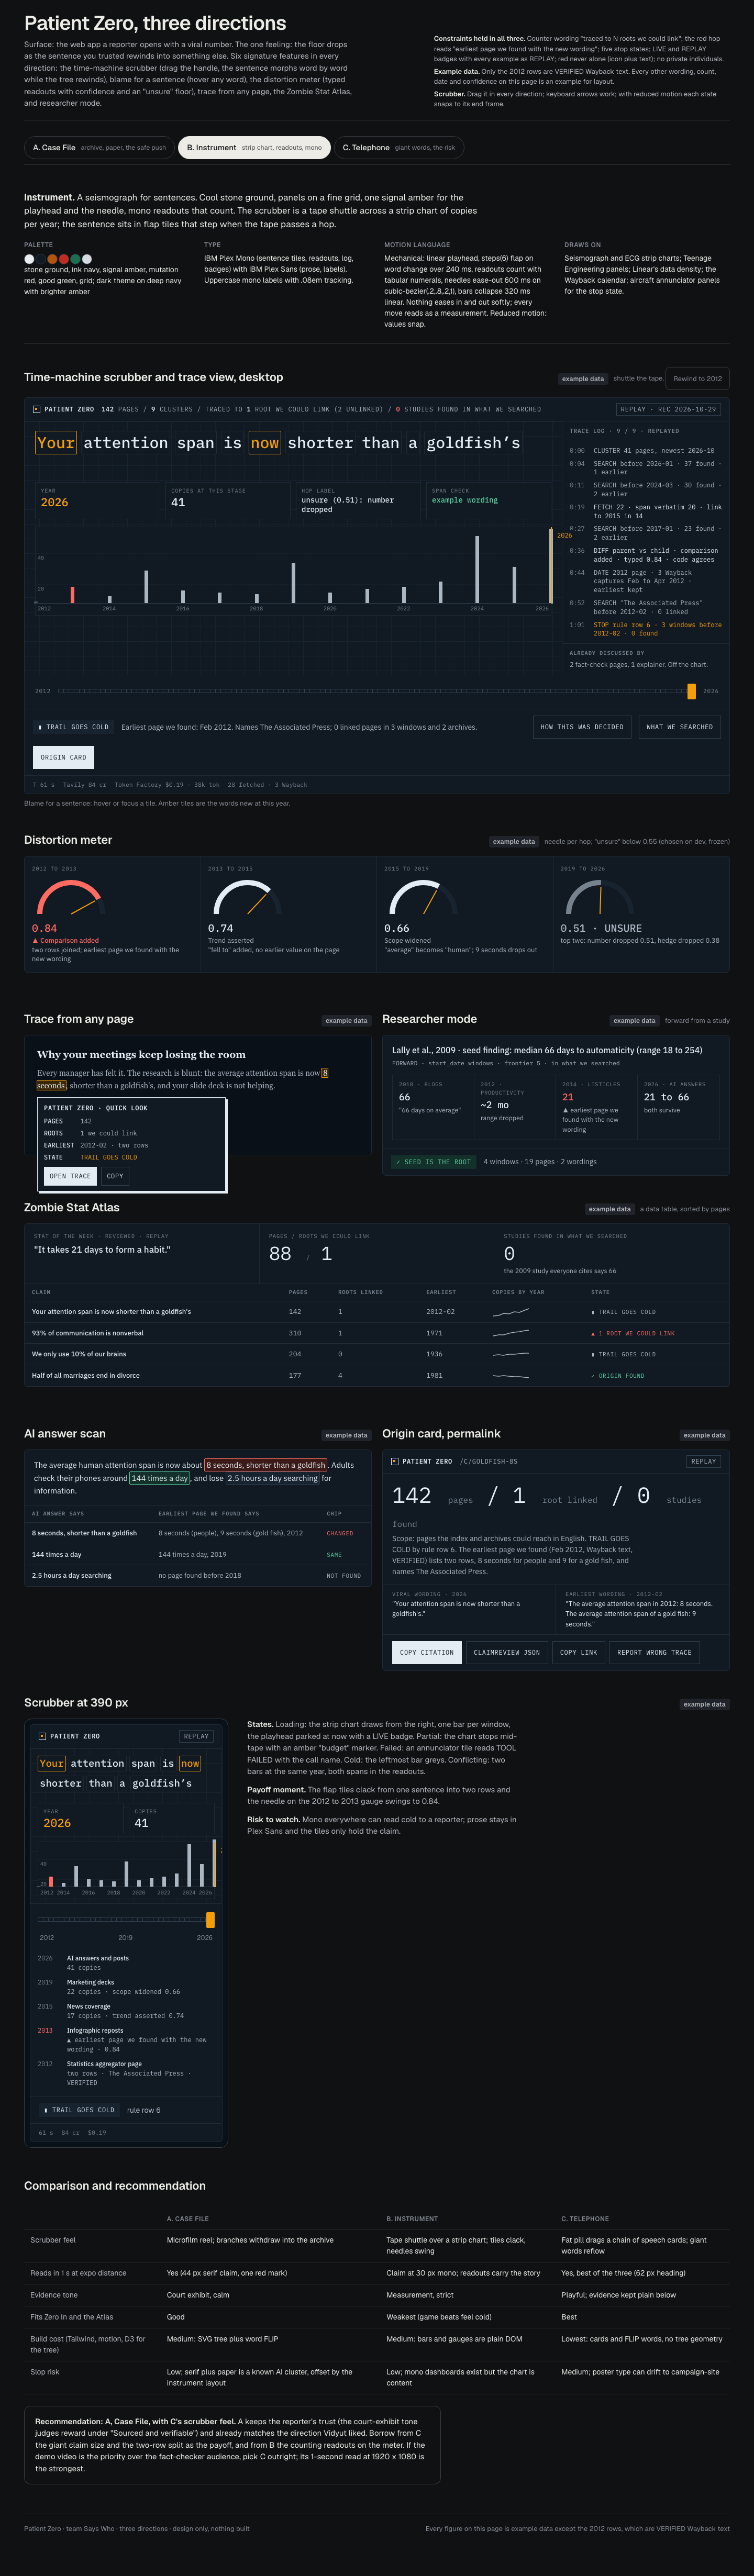 Patient Zero, three directions
Surface: the web app a reporter opens with a viral number. The one feeling: the floor drops
as the sentence you trusted rewinds into something else. Six signature features in every
direction: the time-machine scrubber (drag the handle, the sentence morphs word by word
while the tree rewinds), blame for a sentence (hover any word), the distortion meter (typed
readouts with confidence and an "unsure" floor), trace from any page, the Zombie Stat Atlas,
and researcher mode.
Constraints held in all three. Counter wording "traced to N roots we could link"; the red hop
reads "earliest page we found with the new wording"; five stop states; LIVE and REPLAY
badges with every example as REPLAY; red never alone (icon plus text); no private individuals.
Example data. Only the 2012 rows are VERIFIED Wayback text. Every other wording, count,
date and confidence on this page is an example for layout.
Scrubber. Drag it in every direction; keyboard arrows work; with reduced motion each state
snaps to its end frame.
A. Case File archive, paper, the safe push
B. Instrument strip chart, readouts, mono
C. Telephone giant words, the risk
Instrument. A seismograph for sentences. Cool stone ground, panels on a fine grid, one signal amber for the
playhead and the needle, mono readouts that count. The scrubber is a tape shuttle across a strip chart of copies
per year; the sentence sits in flap tiles that step when the tape passes a hop.
PALETTE
stone ground, ink navy, signal amber, mutation
red, good green, grid; dark theme on deep navy
with brighter amber
TYPE
IBM Plex Mono (sentence tiles, readouts, log,
badges) with IBM Plex Sans (prose, labels).
Uppercase mono labels with .08em tracking.
MOTION LANGUAGE
Mechanical: linear playhead, steps(6) flap on
word change over 240 ms, readouts count with
tabular numerals, needles ease-out 600 ms on
cubic-bezier(.2,.8,.2,1), bars collapse 320 ms
linear. Nothing eases in and out softly; every
move reads as a measurement. Reduced motion:
values snap.
DRAWS ON
Seismograph and ECG strip charts; Teenage
Engineering panels; Linear's data density; the
Wayback calendar; aircraft annunciator panels
for the stop state.
Time-machine scrubber and trace view, desktop
example data shuttle the tape. Rewind to 2012
PATIENT ZERO 142 PAGES / 9 CLUSTERS / TRACED TO 1 ROOT WE COULD LINK (2 UNLINKED) / 0 STUDIES FOUND IN WHAT WE SEARCHED
REPLAY · REC 2026-10-29
Your attention span is now shorter than a goldfish's
YEAR
2026
COPIES AT THIS STAGE
41
HOP LABEL
unsure (0.51): number
dropped
SPAN CHECK
example wording
2026
40
20
2012 2014 2016 2018 2020 2022 2024 2026
TRACE LOG · 9 / 9 · REPLAYED
0:00 CLUSTER 41 pages, newest 2026-10
0:04 SEARCH before 2026-01 · 37 found ·
1 earlier
0:11 SEARCH before 2024-03 · 30 found ·
2 earlier
0:19 FETCH 22 · span verbatim 20 · link
to 2015 in 14
0:27 SEARCH before 2017-01 · 23 found ·
2 earlier
0:36 DIFF parent vs child · comparison
added · typed 0.84 · code agrees
0:44 DATE 2012 page · 3 Wayback
captures Feb to Apr 2012 ·
earliest kept
0:52 SEARCH "The Associated Press"
before 2012-02 · 0 linked
1:01 STOP rule row 6 · 3 windows before
2012-02 · 0 found
ALREADY DISCUSSED BY
2 fact-check pages, 1 explainer. Off the chart.
2012
2026
TRAIL GOES COLD Earliest page we found: Feb 2012. Names The Associated Press; 0 linked pages in 3 windows and 2 archives.
HOW THIS WAS DECIDED
WHAT WE SEARCHED
ORIGIN CARD
T 61 s Tavily 84 cr Token Factory $0.19 · 38k tok 28 fetched · 3 Wayback
Blame for a sentence: hover or focus a tile. Amber tiles are the words new at this year.
Distortion meter
example data needle per hop; "unsure" below 0.55 (chosen on dev, frozen)
2012 TO 2013
0.84
▲ Comparison added
two rows joined; earliest page we found with the
new wording
2013 TO 2015
0.74
Trend asserted
"fell to" added, no earlier value on the page
2015 TO 2019
0.66
Scope widened
"average" becomes "human"; 9 seconds drops out
2019 TO 2026
0.51 · UNSURE
top two: number dropped 0.51, hedge dropped 0.38
Trace from any page
example data
Why your meetings keep losing the room
Every manager has felt it. The research is blunt: the average attention span is now 8
seconds, shorter than a goldfish's, and your slide deck is not helping.
PATIENT ZERO · QUICK LOOK
PAGES 142
ROOTS 1 we could link
EARLIEST 2012-02 · two rows
STATE TRAIL GOES COLD
OPEN TRACE
COPY
Researcher mode
example data forward from a study
Lally et al., 2009 · seed finding: median 66 days to automaticity (range 18 to 254)
FORWARD · start_date windows · frontier 5 · in what we searched
2010 · BLOGS
66
"66 days on average"
2012 ·
PRODUCTIVITY
~2 mo
range dropped
2014 · LISTICLES
21
▲ earliest page we
found with the new
wording
2026 · AI ANSWERS
21 to 66
both survive
✓ SEED IS THE ROOT 4 windows · 19 pages · 2 wordings
Zombie Stat Atlas
example data a data table, sorted by pages
STAT OF THE WEEK · REVIEWED · REPLAY
"It takes 21 days to form a habit."
PAGES / ROOTS WE COULD LINK
88 / 1
STUDIES FOUND IN WHAT WE SEARCHED
0
the 2009 study everyone cites says 66
CLAIM PAGES ROOTS LINKED EARLIEST COPIES BY YEAR STATE
Your attention span is now shorter than a goldfish's 142 1 2012-02 TRAIL GOES COLD
93% of communication is nonverbal 310 1 1971 ▲ 1 ROOT WE COULD LINK
We only use 10% of our brains 204 0 1936 TRAIL GOES COLD
Half of all marriages end in divorce 177 4 1981 ✓ ORIGIN FOUND
AI answer scan
example data
The average human attention span is now about 8 seconds, shorter than a goldfish. Adults
check their phones around 144 times a day, and lose 2.5 hours a day searching for
information.
AI ANSWER SAYS EARLIEST PAGE WE FOUND SAYS CHIP
8 seconds, shorter than a goldfish 8 seconds (people), 9 seconds (gold fish), 2012 CHANGED
144 times a day 144 times a day, 2019 SAME
2.5 hours a day searching no page found before 2018 NOT FOUND
Origin card, permalink
example data
PATIENT ZERO /C/GOLDFISH-8S
REPLAY
142 pages / 1 root linked / 0 studies
found
Scope: pages the index and archives could reach in English. TRAIL GOES
COLD by rule row 6. The earliest page we found (Feb 2012, Wayback text,
VERIFIED) lists two rows, 8 seconds for people and 9 for a gold fish, and
names The Associated Press.
VIRAL WORDING · 2026
"Your attention span is now shorter than a
goldfish's."
EARLIEST WORDING · 2012-02
"The average attention span in 2012: 8 seconds.
The average attention span of a gold fish: 9
seconds."
COPY CITATION
CLAIMREVIEW JSON
COPY LINK
REPORT WRONG TRACE
Scrubber at 390 px
example data
PATIENT ZERO
REPLAY
Your attention span is now
shorter than a goldfish's
YEAR
2026
COPIES
41
40
20
2012 2014 2016 2018 2020 2022 2024 2026
2012 2019 2026
2026 AI answers and posts
41 copies
2019 Marketing decks
22 copies · scope widened 0.66
2015 News coverage
17 copies · trend asserted 0.74
2013 Infographic reposts
▲ earliest page we found with the new
wording · 0.84
2012 Statistics aggregator page
two rows · The Associated Press ·
VERIFIED
TRAIL GOES COLD rule row 6
61 s 84 cr $0.19
States. Loading: the strip chart draws from the right, one bar per window,
the playhead parked at now with a LIVE badge. Partial: the chart stops mid-
tape with an amber "budget" marker. Failed: an annunciator tile reads TOOL
FAILED with the call name. Cold: the leftmost bar greys. Conflicting: two
bars at the same year, both spans in the readouts.
Payoff moment. The flap tiles clack from one sentence into two rows and
the needle on the 2012 to 2013 gauge swings to 0.84.
Risk to watch. Mono everywhere can read cold to a reporter; prose stays in
Plex Sans and the tiles only hold the claim.
Comparison and recommendation
A. CASE FILE B. INSTRUMENT C. TELEPHONE
Scrubber feel
Microfilm reel; branches withdraw into the archive
Tape shuttle over a strip chart; tiles clack,
needles swing
Fat pill drags a chain of speech cards; giant
words reflow
Reads in 1 s at expo distance
Yes (44 px serif claim, one red mark)
Claim at 30 px mono; readouts carry the story
Yes, best of the three (62 px heading)
Evidence tone
Court exhibit, calm
Measurement, strict
Playful; evidence kept plain below
Fits Zero In and the Atlas
Good
Weakest (game beats feel cold)
Best
Build cost (Tailwind, motion, D3 for
the tree)
Medium: SVG tree plus word FLIP
Medium: bars and gauges are plain DOM
Lowest: cards and FLIP words, no tree geometry
Slop risk
Low; serif plus paper is a known AI cluster, offset by the
instrument layout
Low; mono dashboards exist but the chart is
content
Medium; poster type can drift to campaign-site
Recommendation: A, Case File, with C's scrubber feel. A keeps the reporter's trust (the court-exhibit tone
judges reward under "Sourced and verifiable") and already matches the direction Vidyut liked. Borrow from C
the giant claim size and the two-row split as the payoff, and from B the counting readouts on the meter. If the
demo video is the priority over the fact-checker audience, pick C outright; its 1-second read at 1920 x 1080 is
the strongest.
Patient Zero · team Says Who · three directions · design only, nothing built
Every figure on this page is example data except the 2012 rows, which are VERIFIED Wayback text